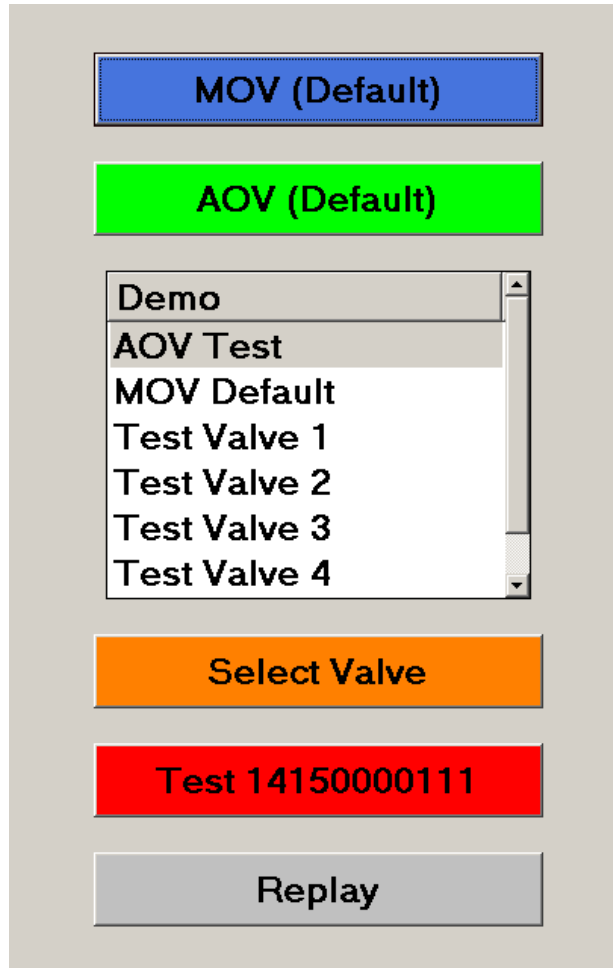 MOV (Default)
AOV (Default)
Demo
AOV Test
MOV Default
Test Valve 1
Test Valve 2
Test Valve 3
Test Valve 4
Select Valve
Test 14150000111
Replay